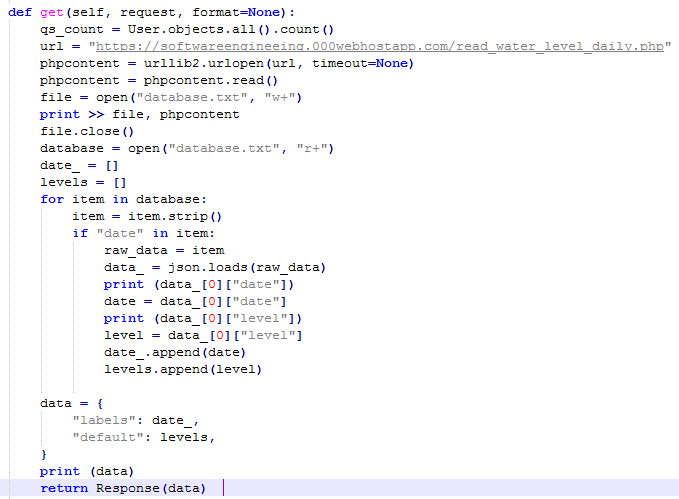 def get(self, request, format=None):
    qs_count = User.objects.all().count()
    url = "https://softwareengineeing.000webhostapp.com/read_water_level_daily.php"
    phpcontent = urllib2.urlopen(url, timeout=None)
    phpcontent = phpcontent.read()
    file = open("database.txt", "w+")
    print >> file, phpcontent
    file.close()
    database = open("database.txt", "r+")
    date_ = []
    levels = []
    for item in database:
        item = item.strip()
        if "date" in item:
            raw_data = item
            data_ = json.loads(raw_data)
            print (data_[0]["date"])
            date = data_[0]["date"]
            print (data_[0]["level"])
            level = data_[0]["level"]
            date_.append(date)
            levels.append(level)
    data = {
        "labels": date_,
        "default": levels,
    }
    print (data)
    return Response(data)